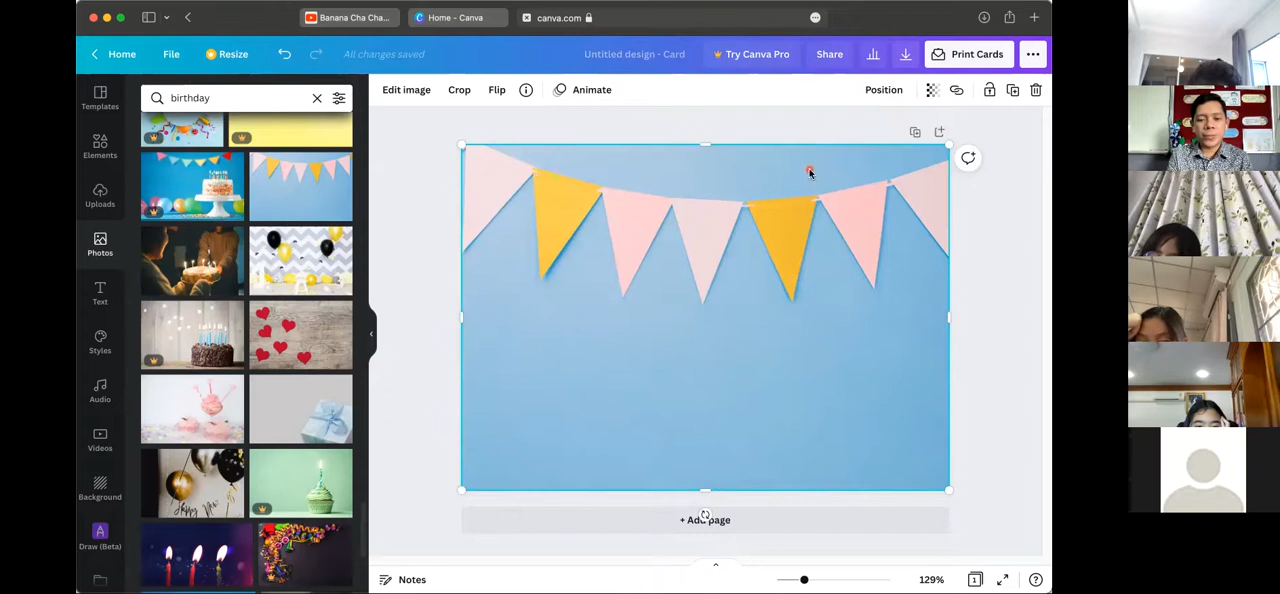 Banana Cha Cha...
Home - Canva
canva.com
Home
File
Resize
All changes saved
Untitled design - Card
Try Canva Pro
Share
Print Cards
Templates
birthday
Edit image
Crop
Flip
Animate
Position
Elements
Uploads
Photos
Text
Styles
Audio
Videos
Background
Draw (Beta)
+ Add page
Notes
129%
1